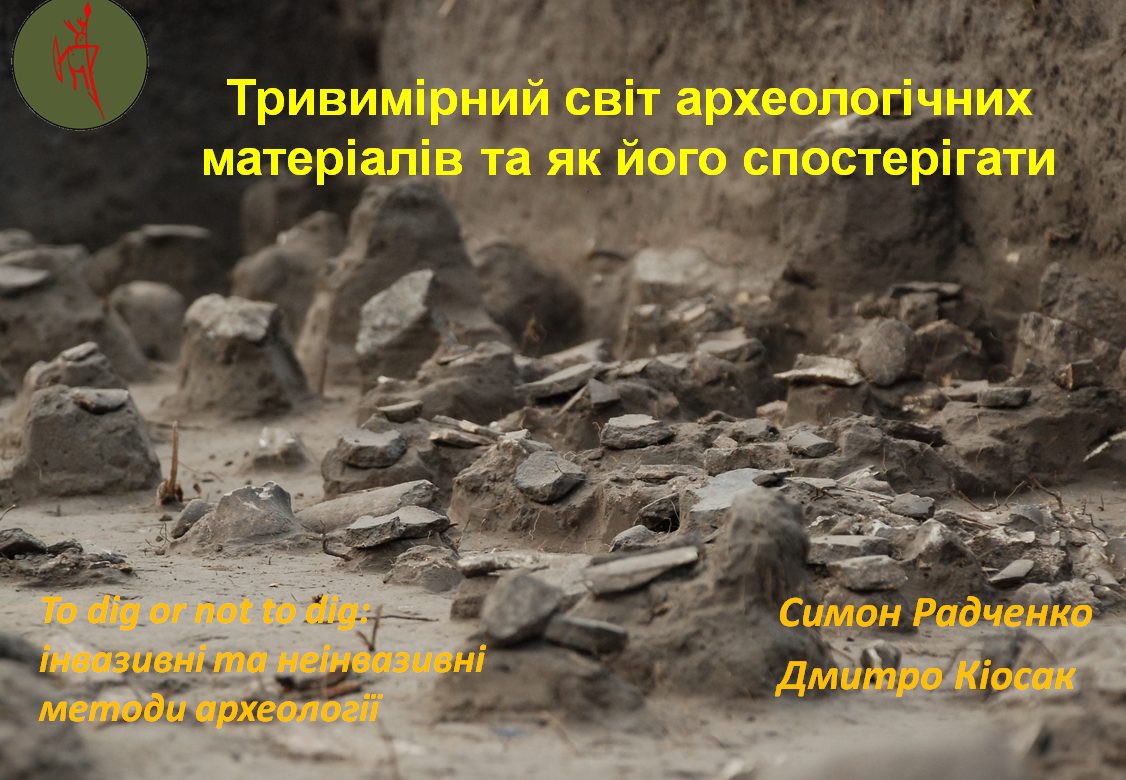 Тривимірний світ археологічних
матеріалів та як його спостерігати
To dig or not to dig:
інвазивні та неінвазивні
методи археології
Симон Радченко
Дмитро Кіосак